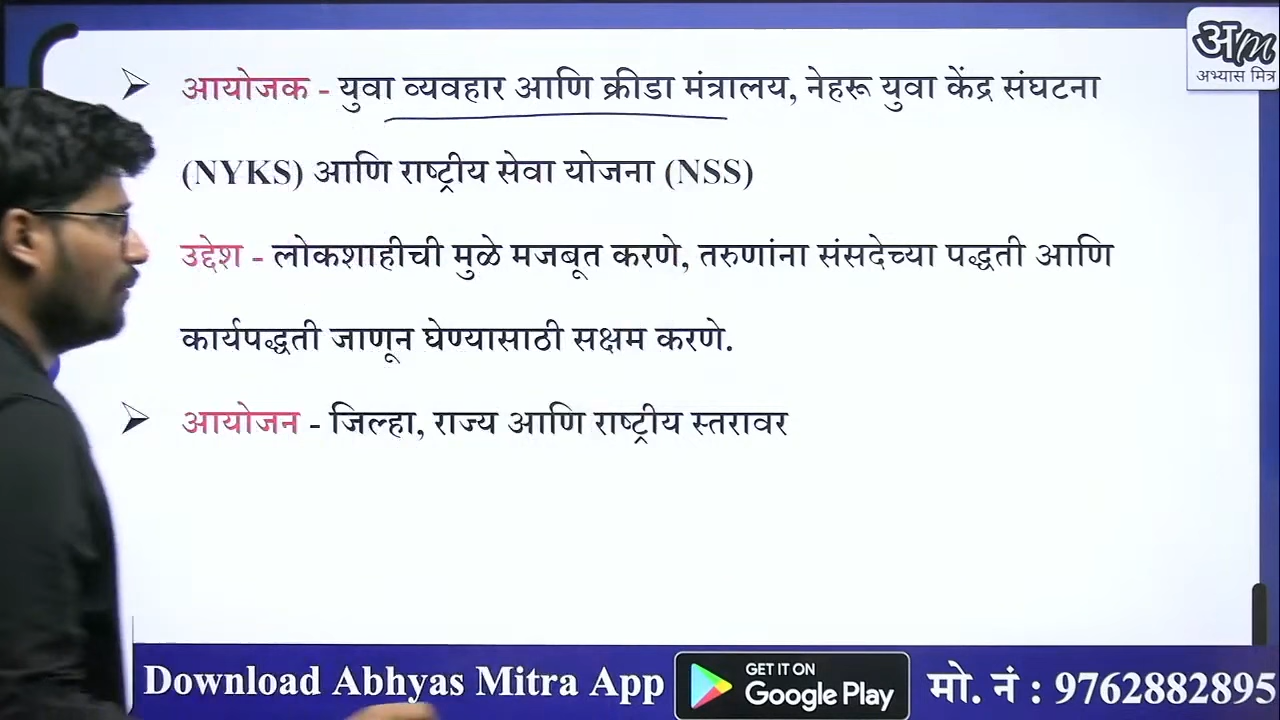 अm
अभ्यास मित्र
आयोजक - युवा व्यवहार आणि क्रीडा मंत्रालय, नेहरू युवा केंद्र संघटना
(NYKS) आणि राष्ट्रीय सेवा योजना (NSS)
उद्देश - लोकशाहीची मुळे मजबूत करणे, तरुणांना संसदेच्या पद्धती आणि
कार्यपद्धती जाणून घेण्यासाठी सक्षम करणे.
आयोजन - जिल्हा, राज्य आणि राष्ट्रीय स्तरावर
Download Abhyas Mitra App
GET IT ON
Google Play
मो. नं : 9762882895